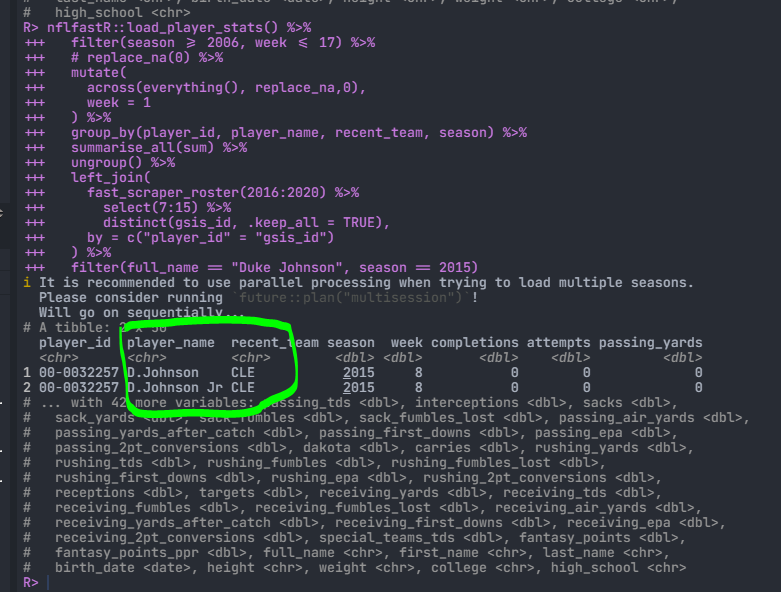 #   high_school <chr>
R> nflfastR::load_player_stats() %>%
+++   filter(season >= 2006, week <= 17) %>%
+++   # replace_na(0) %>%
+++   mutate(
+++     across(everything(), replace_na,0),
+++     week = 1
+++   ) %>%
+++   group_by(player_id, player_name, recent_team, season) %>%
+++   summarise_all(sum) %>%
+++   ungroup() %>%
+++   left_join(
+++     fast_scraper_roster(2016:2020) %>%
+++       select(7:15) %>%
+++       distinct(gsis_id, .keep_all = TRUE),
+++     by = c("player_id" = "gsis_id")
+++   ) %>%
+++   filter(full_name == "Duke Johnson", season == 2015)
i It is recommended to use parallel processing when trying to load multiple seasons.
  Please consider running `future::plan("multisession")`!
  Will go on sequentially...
# A tibble: 2 x 50
  player_id player_name recent_team season week completions attempts passing_yards
  <chr> <chr> <chr> <dbl> <dbl> <dbl> <dbl> <dbl>
1 00-0032257 D.Johnson CLE 2015 8 0 0 0
2 00-0032257 D.Johnson Jr CLE 2015 8 0 0 0
# ... with 42 more variables: passing_tds <dbl>, interceptions <dbl>, sacks <dbl>,
#   sack_yards <dbl>, sack_fumbles <dbl>, sack_fumbles_lost <dbl>, passing_air_yards <dbl>,
#   passing_yards_after_catch <dbl>, passing_first_downs <dbl>, passing_epa <dbl>,
#   passing_2pt_conversions <dbl>, dakota <dbl>, carries <dbl>, rushing_yards <dbl>,
#   rushing_tds <dbl>, rushing_fumbles <dbl>, rushing_fumbles_lost <dbl>,
#   rushing_first_downs <dbl>, rushing_epa <dbl>, rushing_2pt_conversions <dbl>,
#   receptions <dbl>, targets <dbl>, receiving_yards <dbl>, receiving_tds <dbl>,
#   receiving_fumbles <dbl>, receiving_fumbles_lost <dbl>, receiving_air_yards <dbl>,
#   receiving_yards_after_catch <dbl>, receiving_first_downs <dbl>, receiving_epa <dbl>,
#   receiving_2pt_conversions <dbl>, special_teams_tds <dbl>, fantasy_points <dbl>,
#   fantasy_points_ppr <dbl>, full_name <chr>, first_name <chr>, last_name <chr>,
#   birth_date <date>, height <chr>, weight <chr>, college <chr>, high_school <chr>
R>